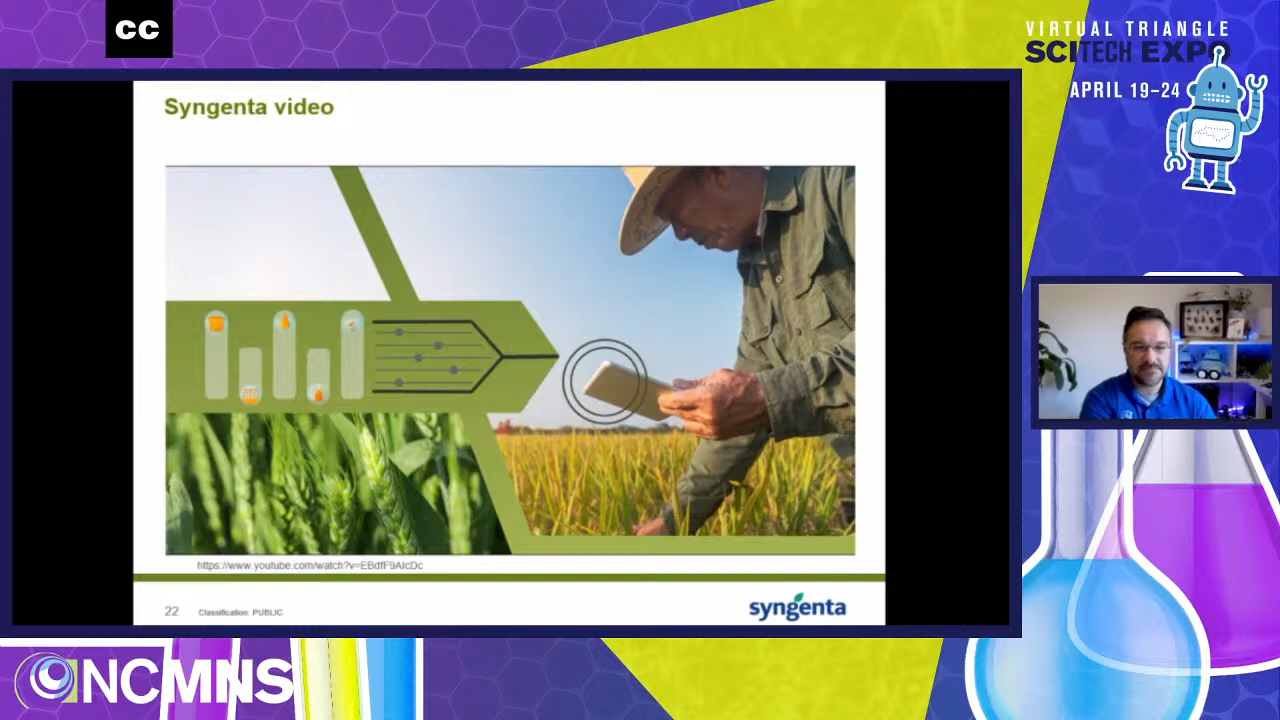 CC
VIRTUAL TRIANGLE
SCITECH EXPO
APRIL 19–24
Syngenta video
https://www.youtube.com/watch?v=EBdfF9AlcDc
22
Classification: PUBLIC
syngenta
NCMNS